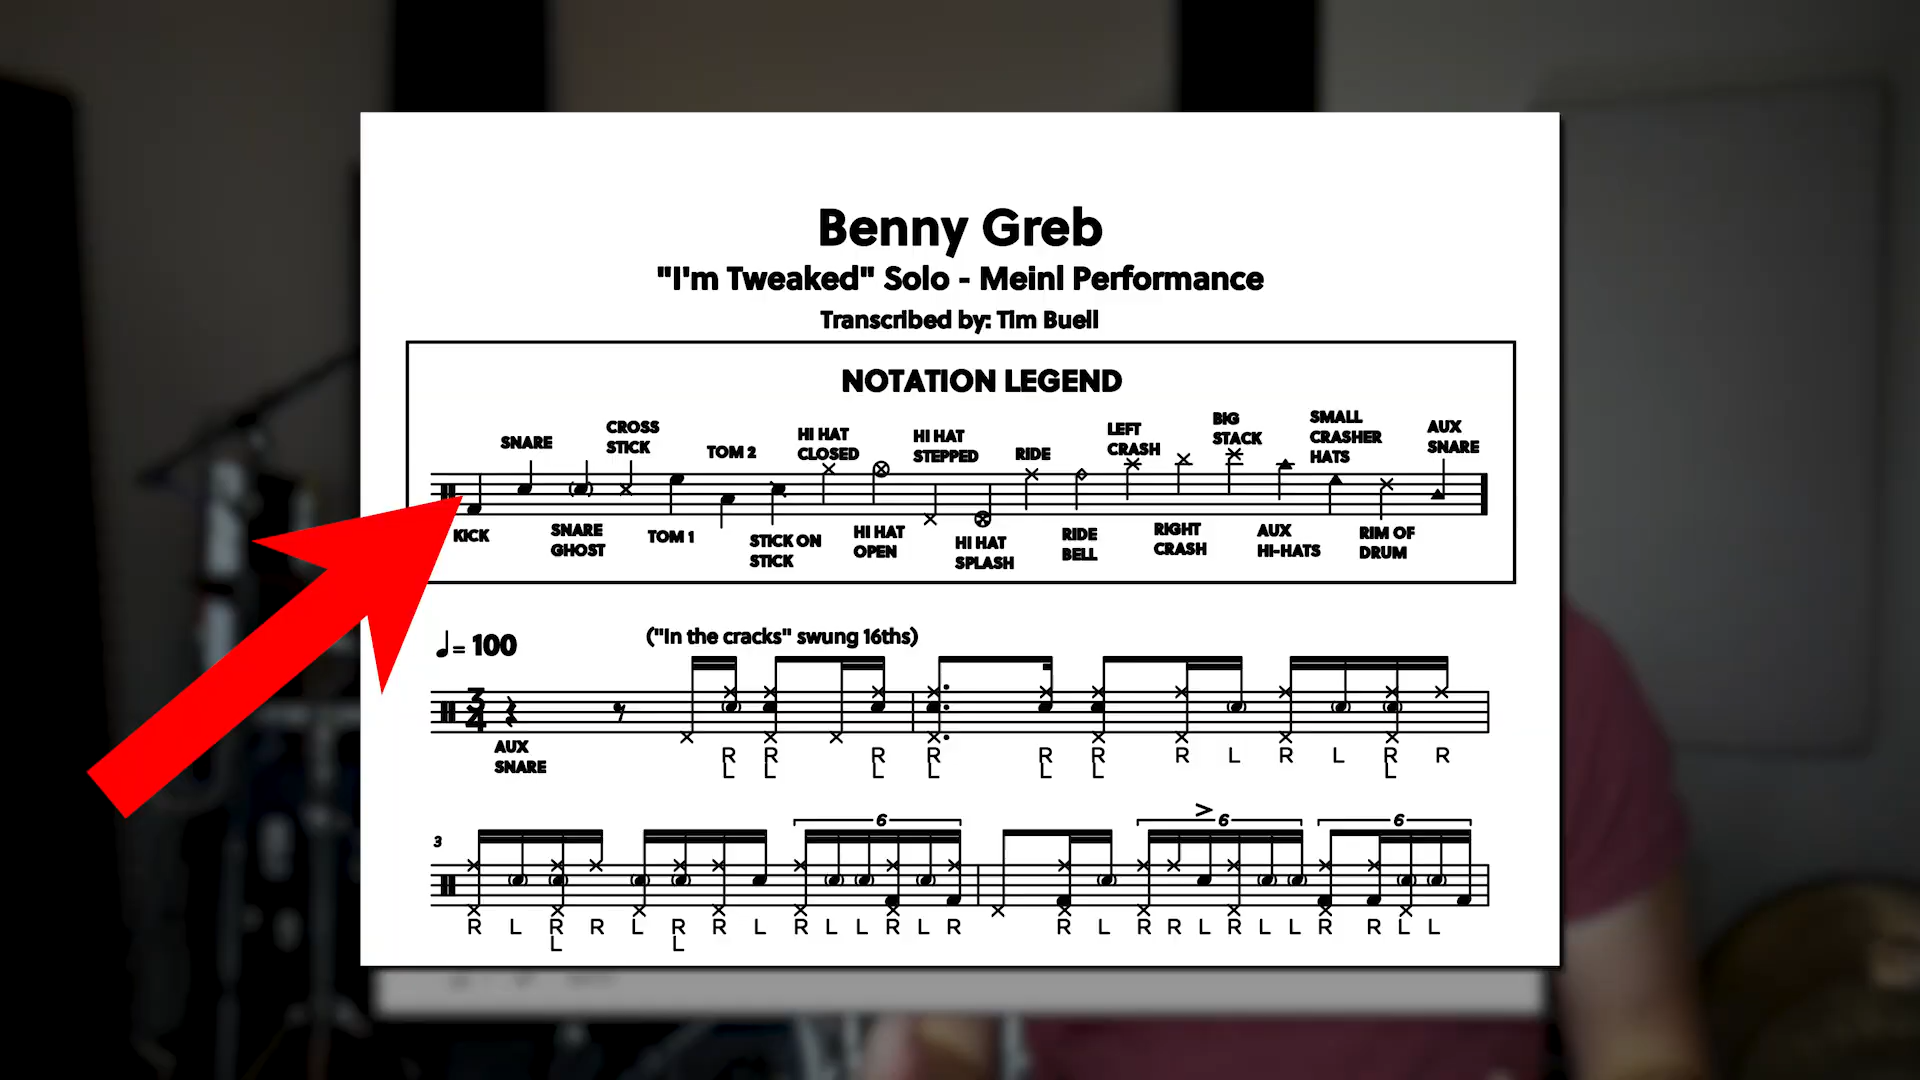 Benny Greb
"I'm Tweaked" Solo - Meinl Performance
Transcribed by: Tim Buell
NOTATION LEGEND
KICK
SNARE
SNARE
GHOST
CROSS
STICK
TOM 1
TOM 2
STICK ON
STICK
HI HAT
CLOSED
HI HAT
OPEN
HI HAT
STEPPED
HI HAT
SPLASH
RIDE
RIDE
BELL
LEFT
CRASH
RIGHT
CRASH
BIG
STACK
AUX
HI-HATS
SMALL
CRASHER
HATS
RIM OF
DRUM
AUX
SNARE
= 100
("In the cracks" swung 16ths)
3
4
AUX
SNARE
R R R R R R R L R L R R
L L L L L L
3
6 6 6
R L R R L R R L R L L R L R R L R R L R L L R R L L
L L